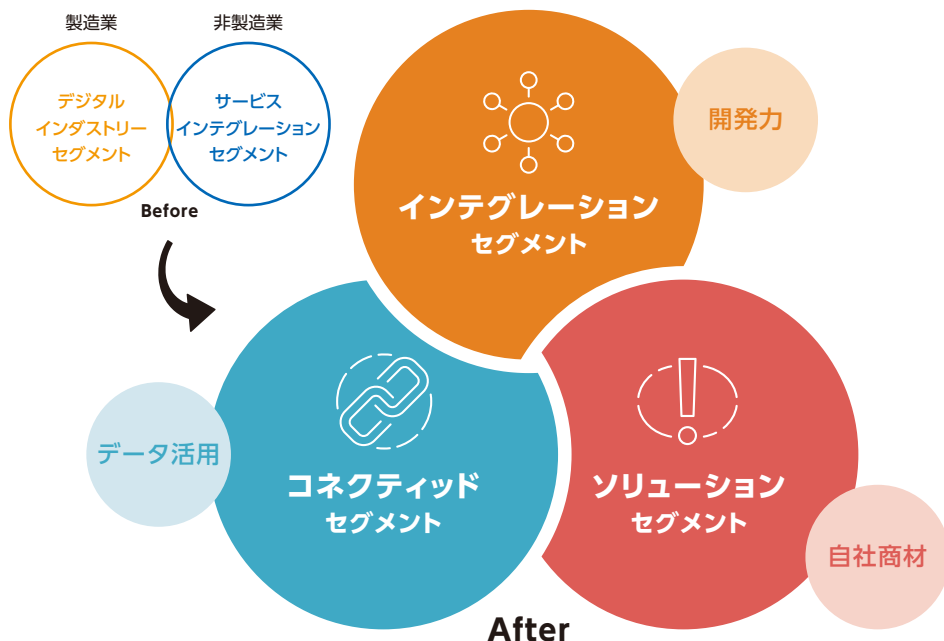 製造業
非製造業
デジタル
インダストリー
セグメント
サービス
インテグレーション
セグメント
Before
インテグレーション
セグメント
開発力
コネクティッド
セグメント
データ活用
ソリューション
セグメント
自社商材
After